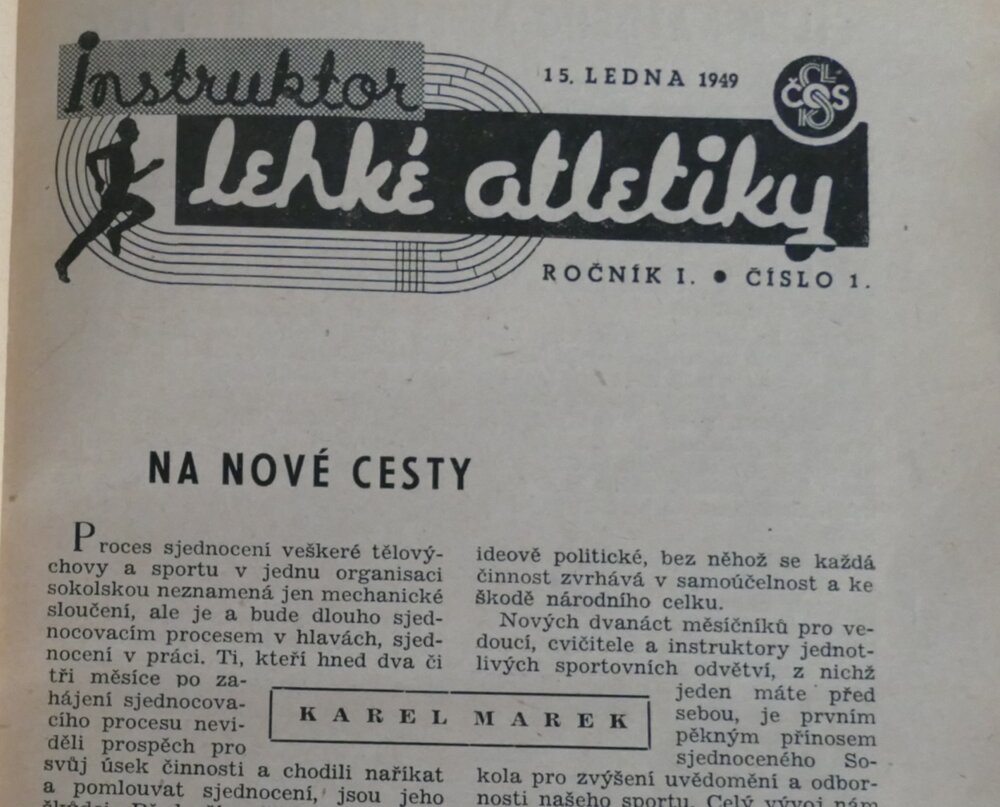 instruktor
15. LEDNA 1949
ČSOS
lehké atletiky
ROČNÍK I. • ČÍSLO 1.
NA NOVÉ CESTY
Proces sjednocení veškeré tělový-
chovy a sportu v jednu organisaci
sokolskou neznamená jen mechanické
sloučení, ale je a bude dlouho sjed-
nocovacím procesem v hlavách, sjed-
nocení v práci. Ti, kteří hned dva či
tři měsíce po za-
hájení sjednocova-
cího procesu nevi-
děli prospěch pro
svůj úsek činnosti a chodili naříkat
a pomlouvat sjednocení, jsou jeho
KAREL MAREK
ideově politické, bez něhož se každá
činnost zvrhává v samoúčelnost a ke
škodě národního celku.
Nových dvanáct měsíčníků pro ve-
doucí, cvičitele a instruktory jednot-
livých sportovních odvětví, z nichž
jeden máte před
sebou, je prvním
pěkným přínosem
sjednoceného So-
kola pro zvýšení uvědomění a odbor-
nosti našeho sportu. Celý vývoj nám